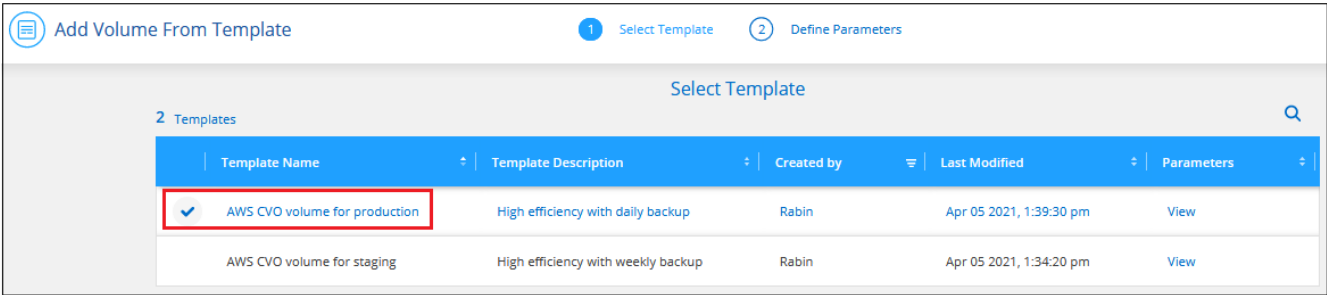 Add Volume From Template
1 Select Template 2 Define Parameters
Select Template
2 Templates
Template Name Template Description Created by Last Modified Parameters
AWS CVO volume for production High efficiency with daily backup Rabin Apr 05 2021, 1:39:30 pm View
AWS CVO volume for staging High efficiency with weekly backup Rabin Apr 05 2021, 1:34:20 pm View